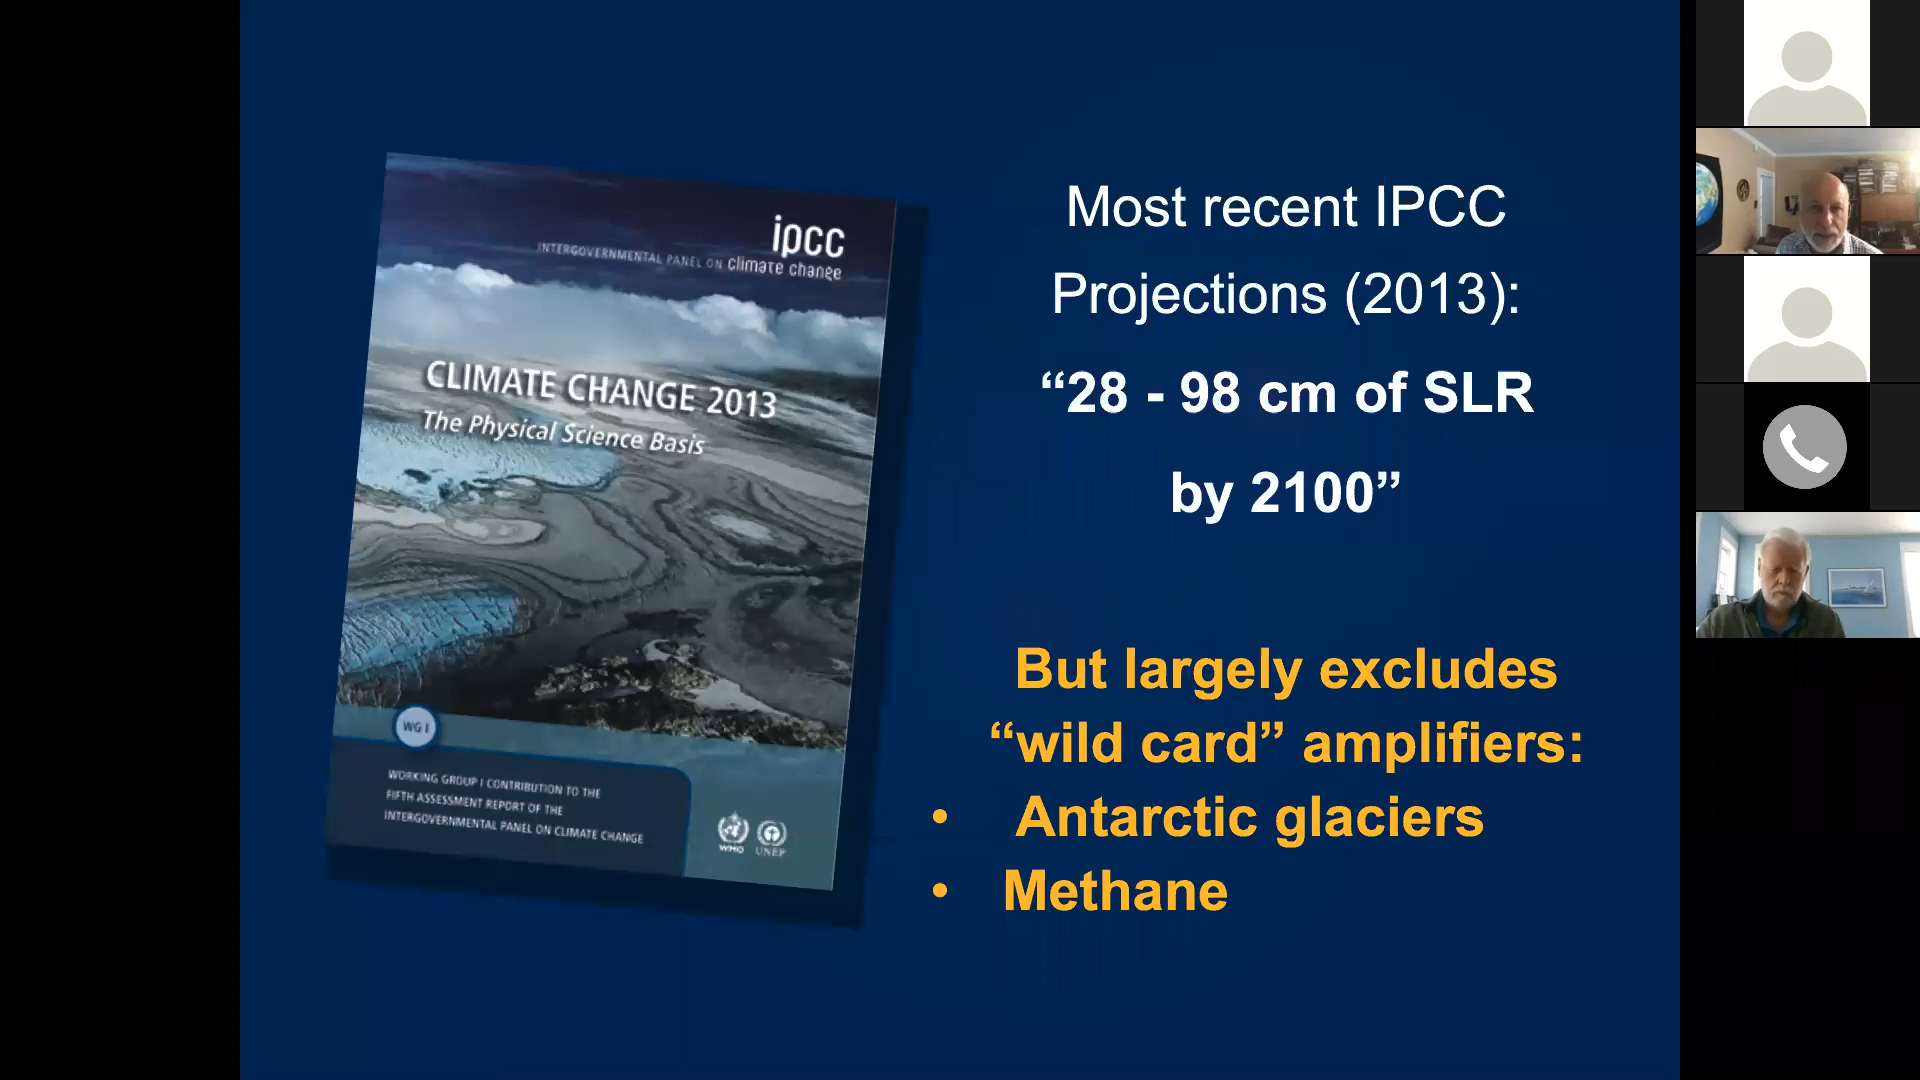 ipcc
INTERGOVERNMENTAL PANEL ON climate change
CLIMATE CHANGE 2013
The Physical Science Basis
WG I
WORKING GROUP I CONTRIBUTION TO THE
FIFTH ASSESSMENT REPORT OF THE
INTERGOVERNMENTAL PANEL ON CLIMATE CHANGE
WMO
UNEP
Most recent IPCC
Projections (2013):
“28 - 98 cm of SLR
by 2100”
But largely excludes
“wild card” amplifiers:
• Antarctic glaciers
• Methane